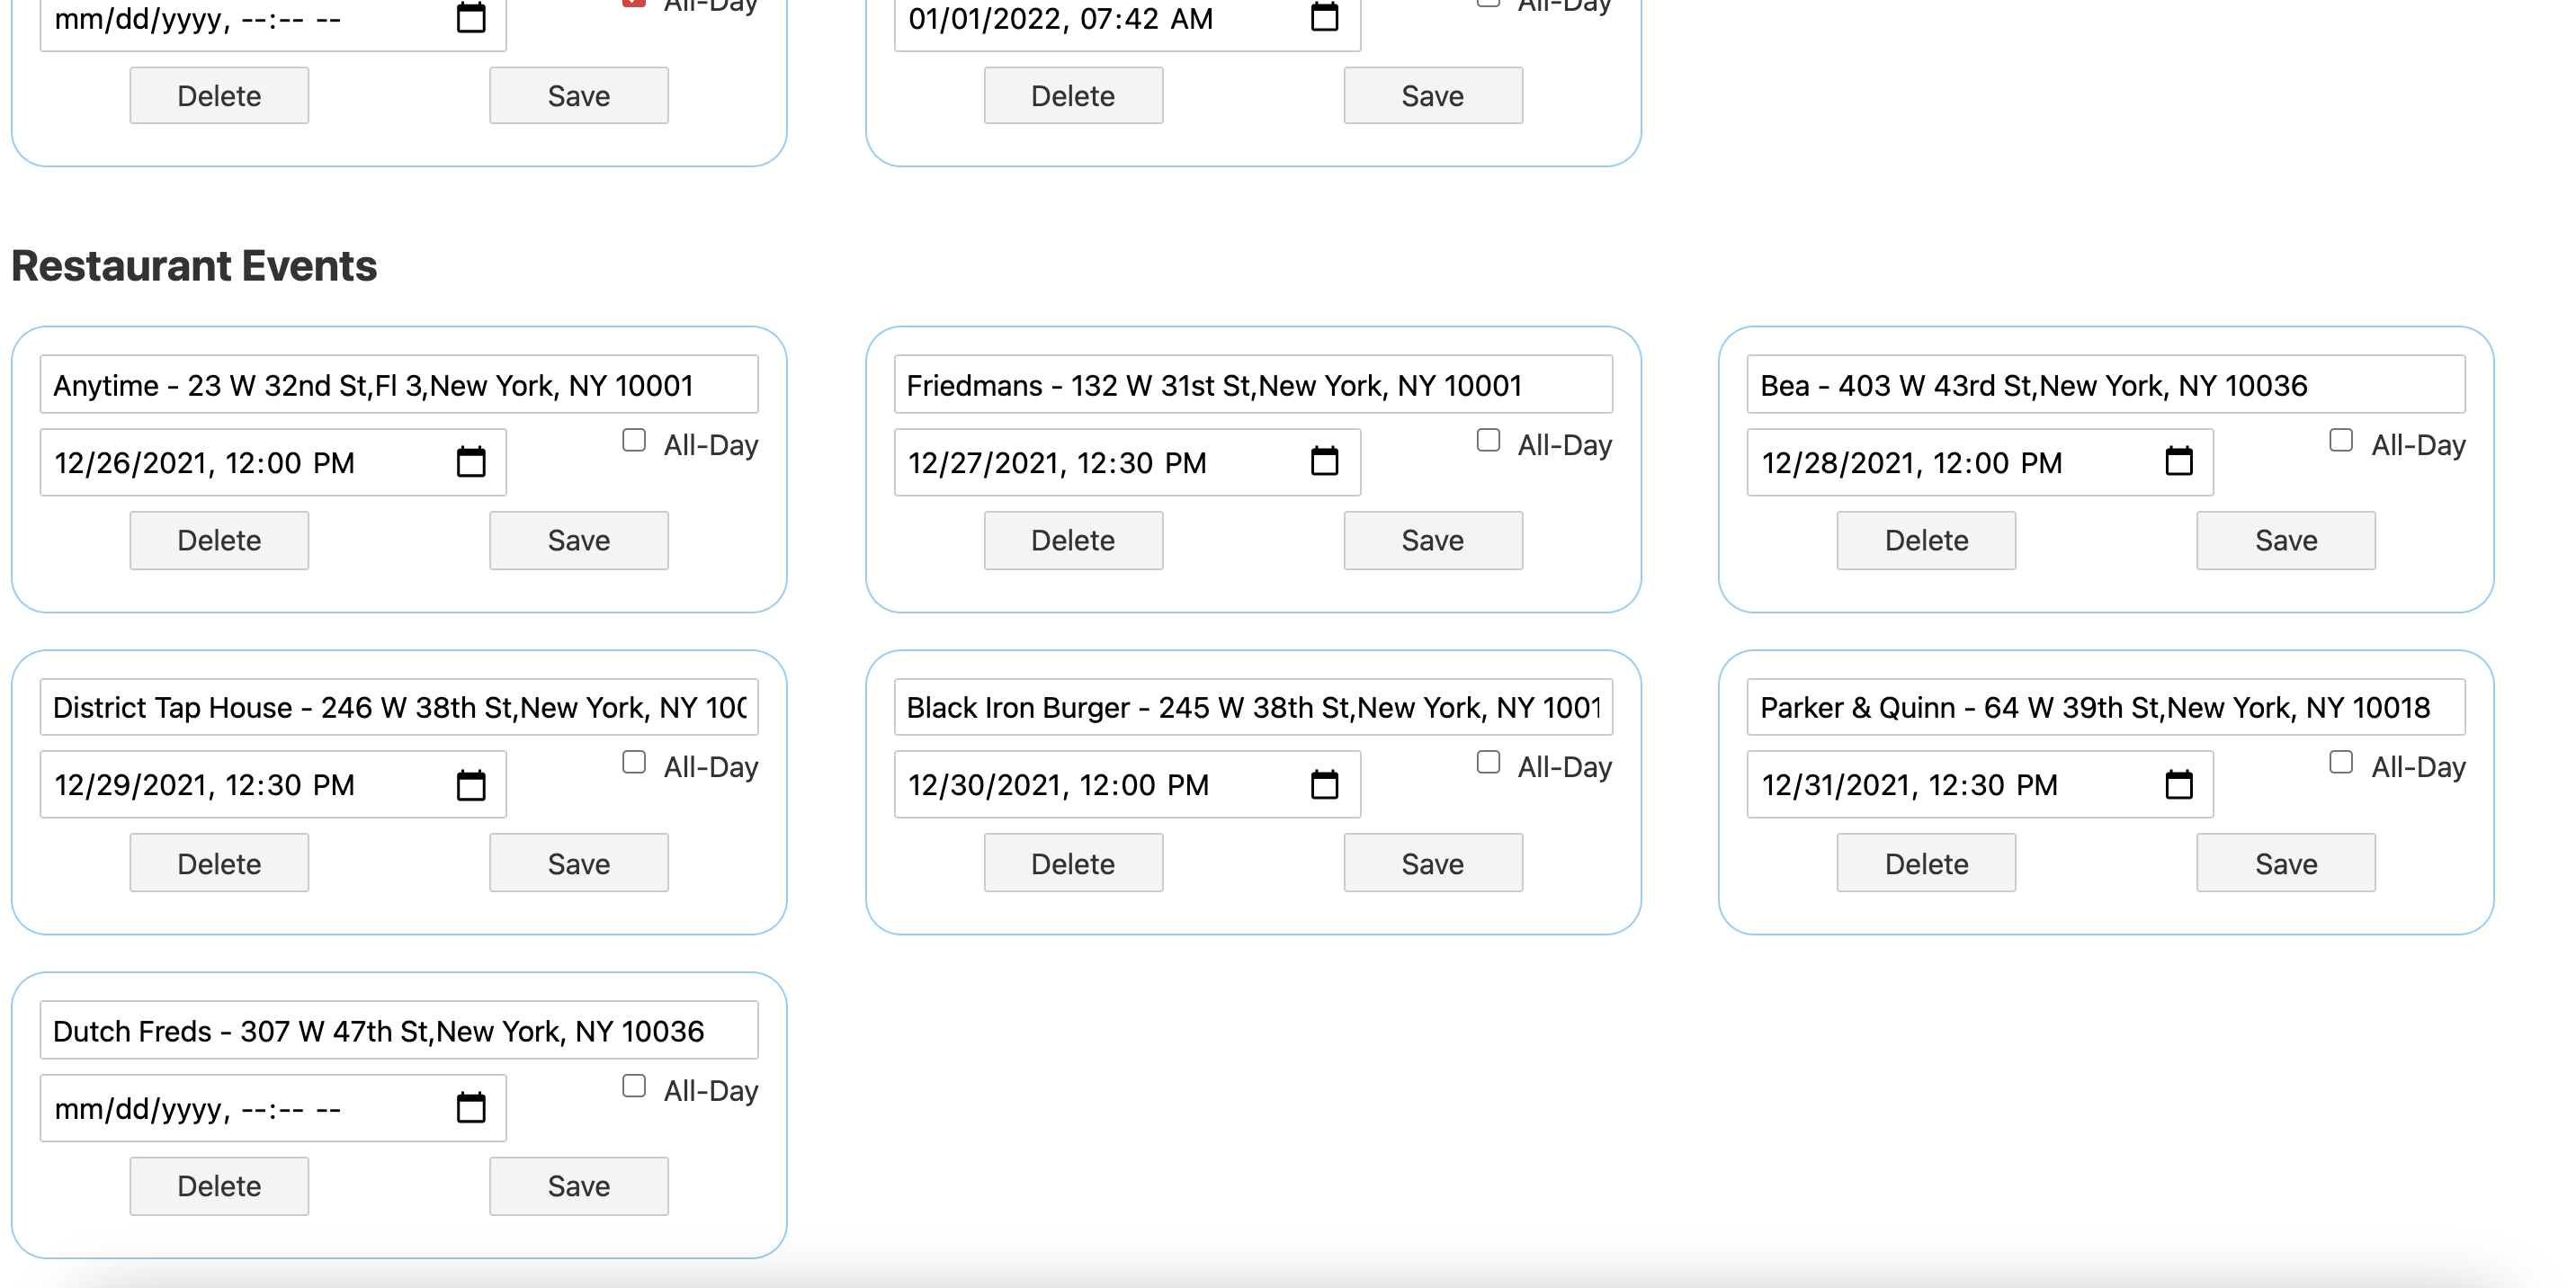 All-Day All-Day
mm/dd/yyyy, --:-- -- 01/01/2022, 07:42 AM
Delete Save Delete Save
Restaurant Events
Anytime - 23 W 32nd St,Fl 3,New York, NY 10001
12/26/2021, 12:00 PM All-Day
Delete Save
Friedmans - 132 W 31st St,New York, NY 10001
12/27/2021, 12:30 PM All-Day
Delete Save
Bea - 403 W 43rd St,New York, NY 10036
12/28/2021, 12:00 PM All-Day
Delete Save
District Tap House - 246 W 38th St,New York, NY 100
12/29/2021, 12:30 PM All-Day
Delete Save
Black Iron Burger - 245 W 38th St,New York, NY 1001
12/30/2021, 12:00 PM All-Day
Delete Save
Parker & Quinn - 64 W 39th St,New York, NY 10018
12/31/2021, 12:30 PM All-Day
Delete Save
Dutch Freds - 307 W 47th St,New York, NY 10036
mm/dd/yyyy, --:-- -- All-Day
Delete Save